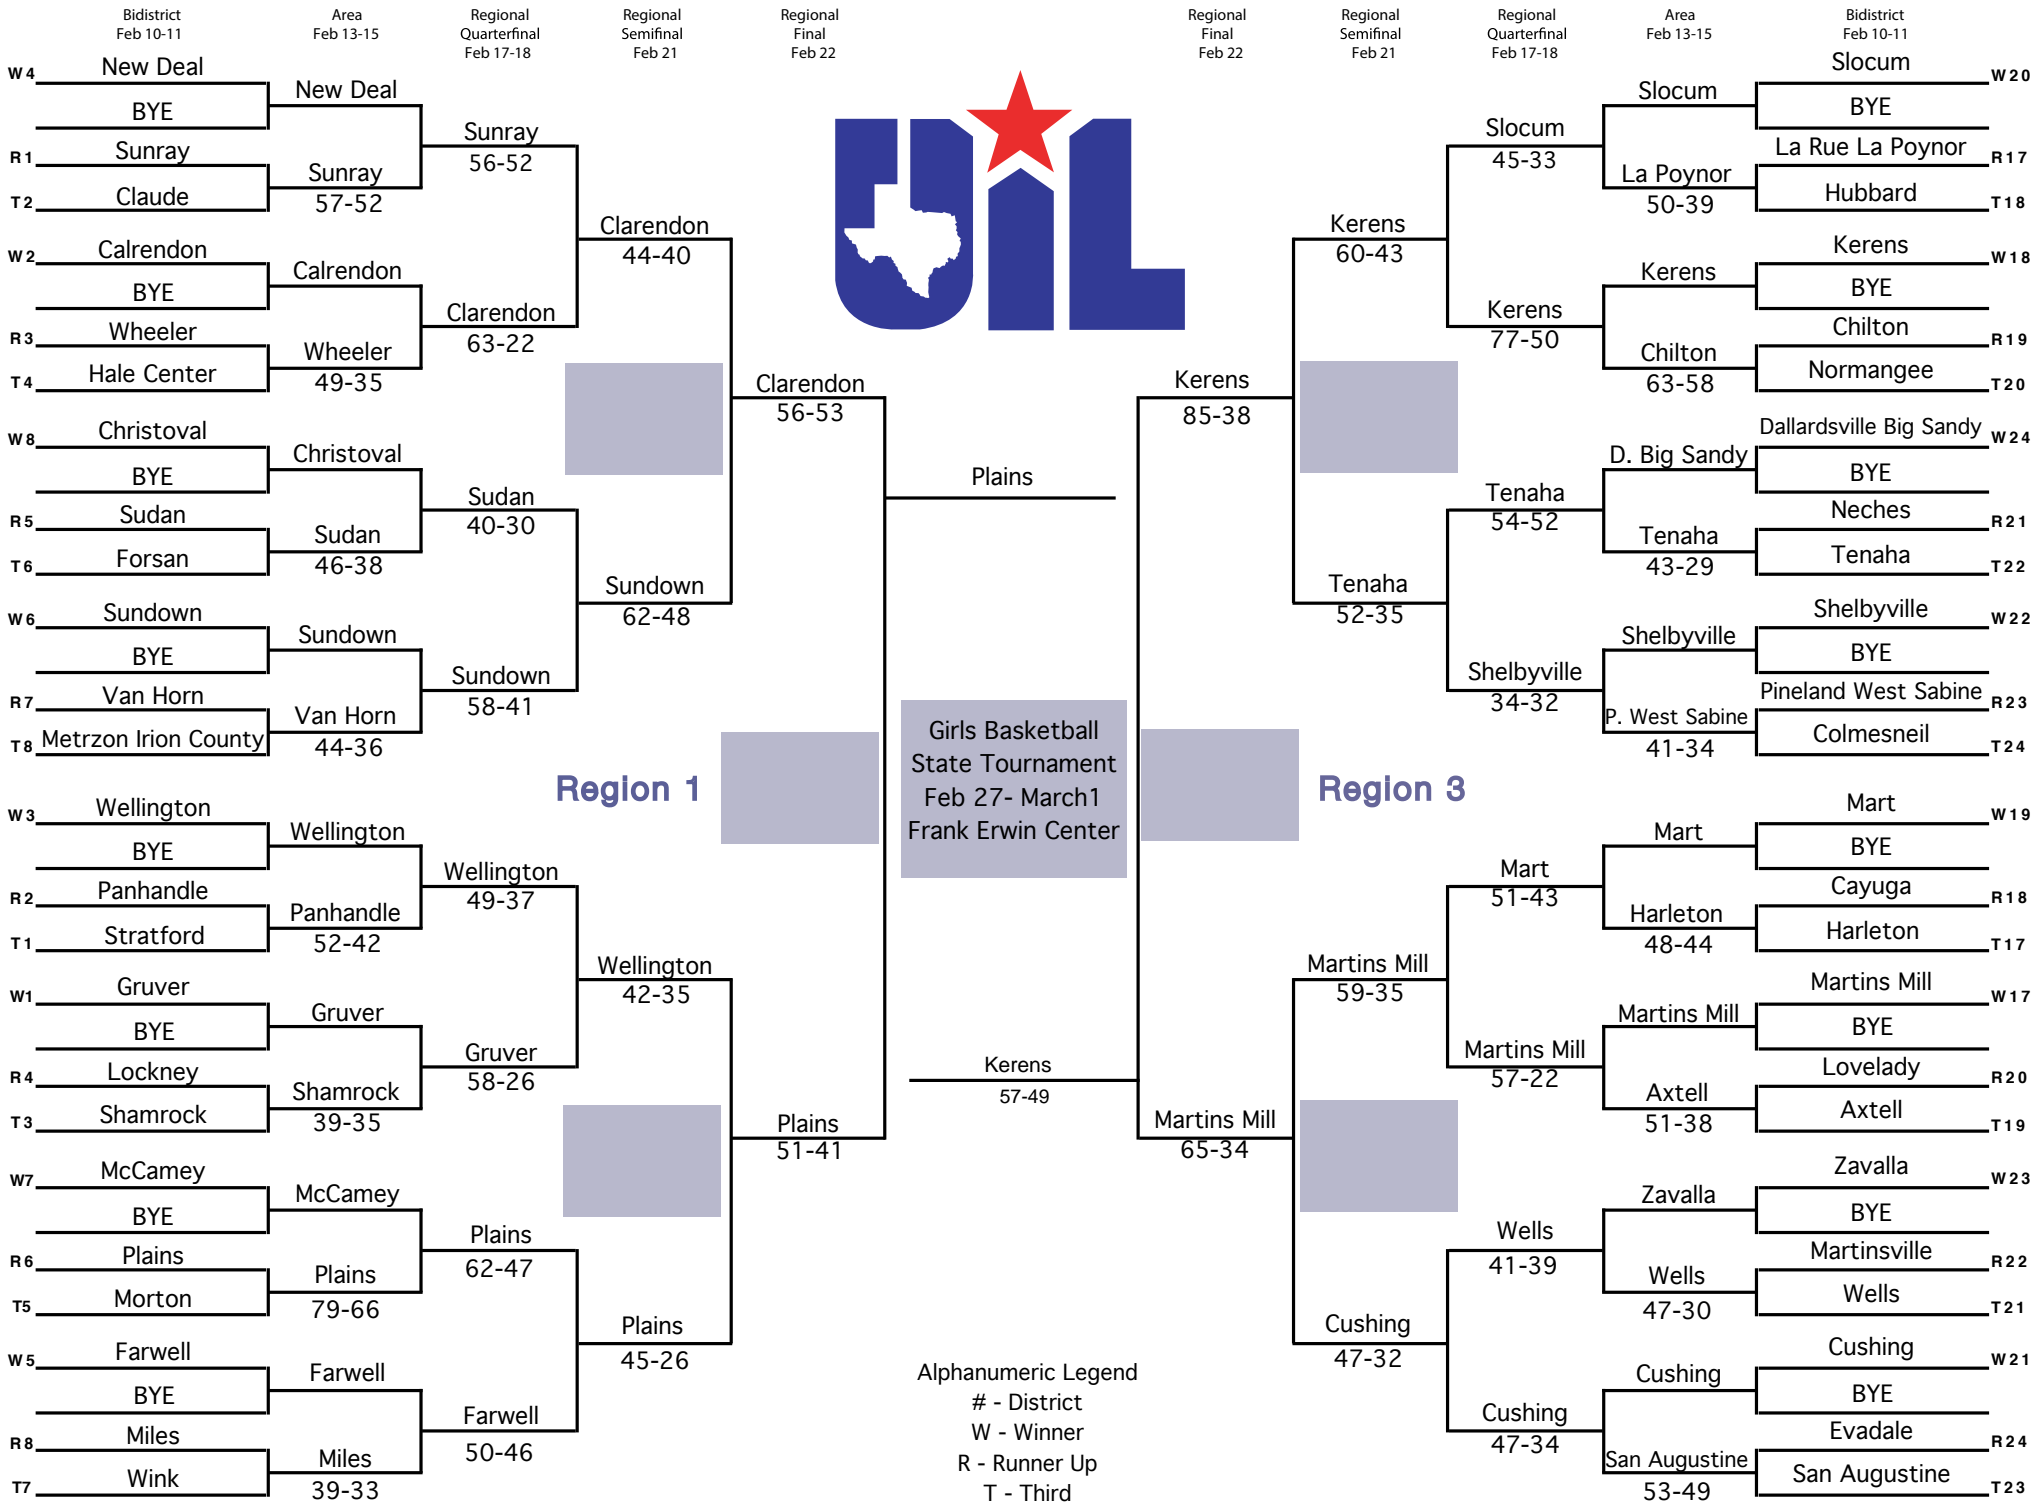 Bidistrict
Feb 10-11
Area
Feb 13-15
Regional
Quarterfinal
Feb 17-18
Regional
Semifinal
Feb 21
Regional
Final
Feb 22
Regional
Final
Feb 22
Regional
Semifinal
Feb 21
Regional
Quarterfinal
Feb 17-18
Area
Feb 13-15
Bidistrict
Feb 10-11
UIL
W4 New Deal
BYE
R1 Sunray
T2 Claude
W2 Calrendon
BYE
R3 Wheeler
T4 Hale Center
W8 Christoval
BYE
R5 Sudan
T6 Forsan
W6 Sundown
BYE
R7 Van Horn
T8 Metrzon Irion County
W3 Wellington
BYE
R2 Panhandle
T1 Stratford
W1 Gruver
BYE
R4 Lockney
T3 Shamrock
W7 McCamey
BYE
R6 Plains
T5 Morton
W5 Farwell
BYE
R8 Miles
T7 Wink
New Deal
Sunray
57-52
Calrendon
Wheeler
49-35
Christoval
Sudan
46-38
Sundown
Van Horn
44-36
Wellington
Panhandle
52-42
Gruver
Shamrock
39-35
McCamey
Plains
79-66
Farwell
Miles
39-33
Sunray
56-52
Clarendon
63-22
Sudan
40-30
Sundown
58-41
Wellington
49-37
Gruver
58-26
Plains
62-47
Farwell
50-46
Clarendon
44-40
Sundown
62-48
Wellington
42-35
Plains
45-26
Clarendon
56-53
Plains
51-41
Region 1
Plains
Girls Basketball
State Tournament
Feb 27- March1
Frank Erwin Center
Kerens
57-49
Alphanumeric Legend
# - District
W - Winner
R - Runner Up
T - Third
Region 3
Kerens
85-38
Martins Mill
65-34
Kerens
60-43
Tenaha
52-35
Martins Mill
59-35
Cushing
47-32
Slocum
45-33
Kerens
77-50
Tenaha
54-52
Shelbyville
34-32
Mart
51-43
Martins Mill
57-22
Wells
41-39
Cushing
47-34
Slocum
La Poynor
50-39
Kerens
Chilton
63-58
D. Big Sandy
Tenaha
43-29
Shelbyville
P. West Sabine
41-34
Mart
Harleton
48-44
Martins Mill
Axtell
51-38
Zavalla
Wells
47-30
Cushing
San Augustine
53-49
Slocum W20
BYE
La Rue La Poynor R17
Hubbard T18
Kerens W18
BYE
Chilton R19
Normangee T20
Dallardsville Big Sandy W24
BYE
Neches R21
Tenaha T22
Shelbyville W22
BYE
Pineland West Sabine R23
Colmesneil T24
Mart W19
BYE
Cayuga R18
Harleton T17
Martins Mill W17
BYE
Lovelady R20
Axtell T19
Zavalla W23
BYE
Martinsville R22
Wells T21
Cushing W21
BYE
Evadale R24
San Augustine T23